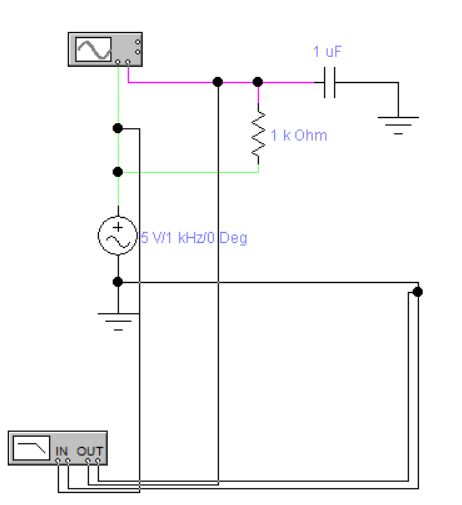 1 uF
1 k Ohm
5 V/1 kHz/0 Deg
IN OUT